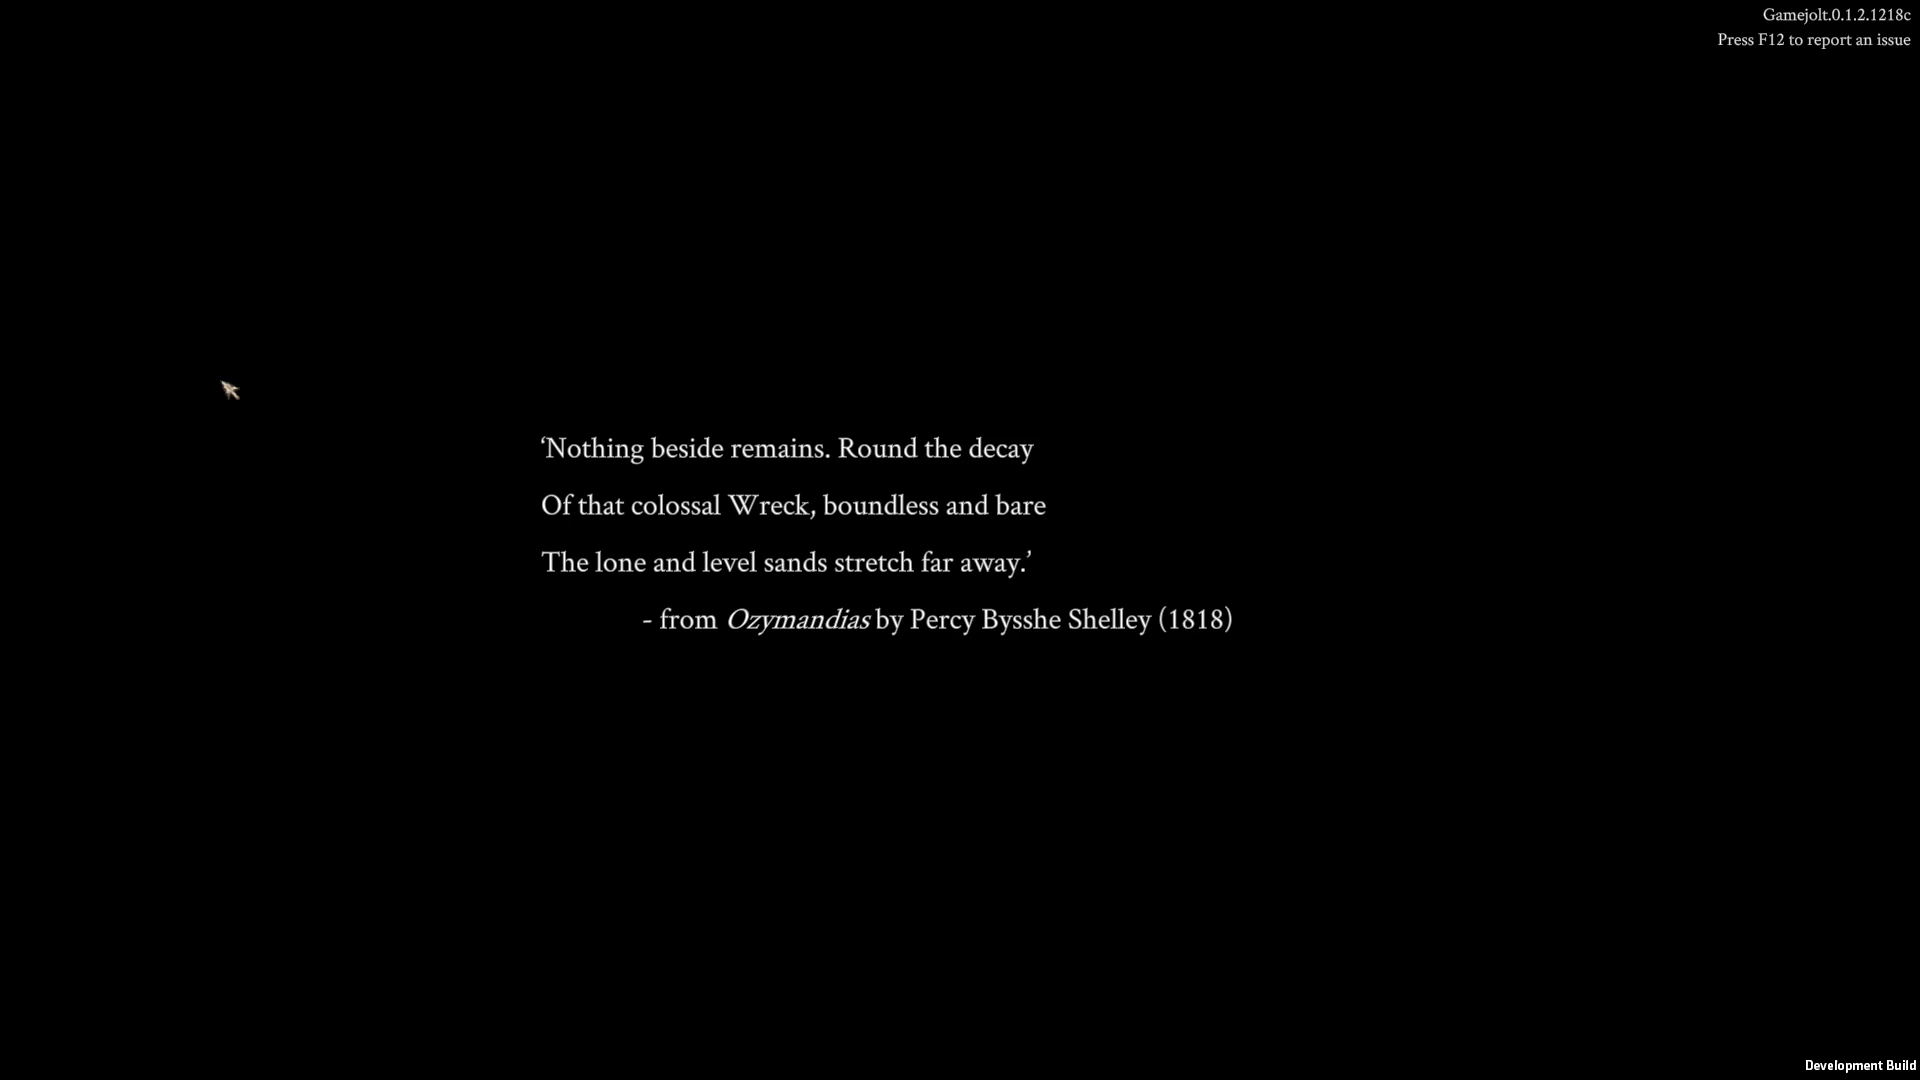 Gamejolt.0.1.2.1218c
Press F12 to report an issue
‘Nothing beside remains. Round the decay
Of that colossal Wreck, boundless and bare
The lone and level sands stretch far away.’
- from Ozymandias by Percy Bysshe Shelley (1818)
Development Build